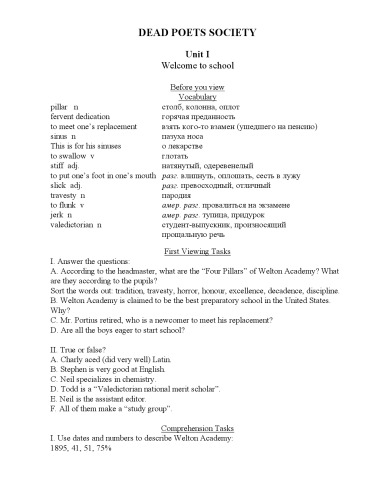 DEAD POETS SOCIETY
Unit I
Welcome to school
Before you view
Vocabulary
pillar n столб, колонна, оплот
fervent dedication горячая преданность
to meet one's replacement взять кого-то взамен (ушедшего на пенсию)
sinus n пазуха носа
This is for his sinuses о лекарстве
to swallow v глотать
stiff adj. натянутый, одеревенелый
to put one's foot in one's mouth разг. влипнуть, оплошать, сесть в лужу
slick adj. разг. превосходный, отличный
travesty n пародия
to flunk v амер. разг. провалиться на экзамене
jerk n амер. разг. тупица, придурок
valedictorian n студент-выпускник, произносящий
прощальную речь
First Viewing Tasks
I. Answer the questions:
A. According to the headmaster, what are the “Four Pillars” of Welton Academy? What
are they according to the pupils?
Sort the words out: tradition, travesty, horror, honour, excellence, decadence, discipline.
B. Welton Academy is claimed to be the best preparatory school in the United States.
Why?
C. Mr. Portius retired, who is a newcomer to meet his replacement?
D. Are all the boys eager to start school?
II. True or false?
A. Charly aced (did very well) Latin.
B. Stephen is very good at English.
C. Neil specializes in chemistry.
D. Todd is a “Valedictorian national merit scholar”.
E. Neil is the assistant editor.
F. All of them make a “study group”.
Comprehension Tasks
I. Use dates and numbers to describe Welton Academy:
1895, 41, 51, 75%